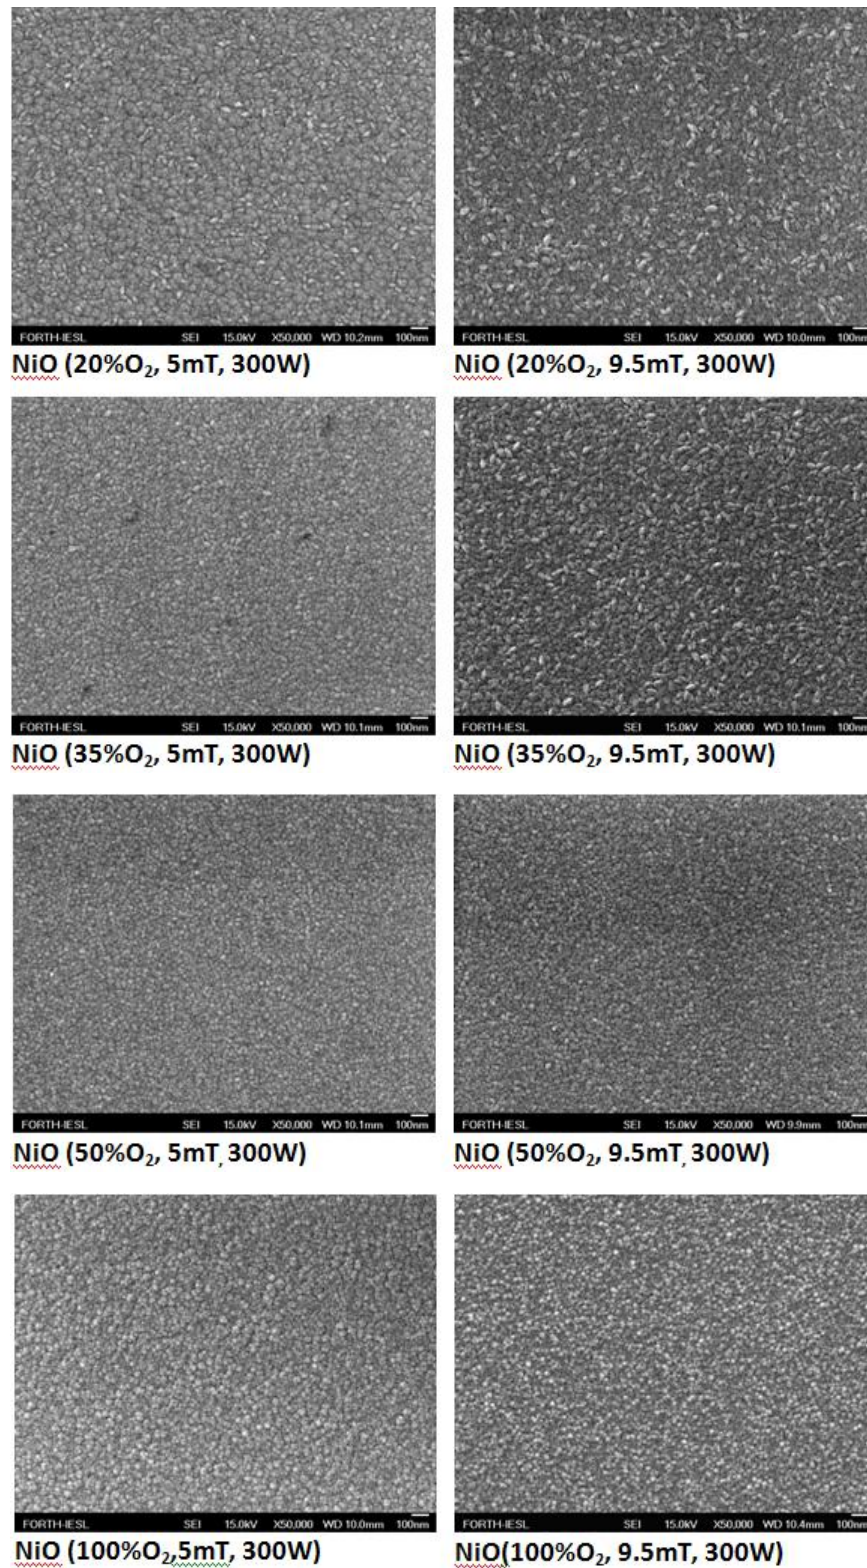 FORTH-IESL SEI 15.0kV X50,000 WD 10.2mm 100nm
FORTH-IESL SEI 15.0kV X50,000 WD 10.0mm 100nm
NiO (20%O₂, 5mT, 300W)
NiO (20%O₂, 9.5mT, 300W)
FORTH-IESL SEI 15.0kV X50,000 WD 10.1mm 100nm
FORTH-IESL SEI 15.0kV X50,000 WD 10.1mm 100nm
NiO (35%O₂, 5mT, 300W)
NiO (35%O₂, 9.5mT, 300W)
FORTH-IESL SEI 15.0kV X50,000 WD 10.1mm 100nm
FORTH-IESL SEI 15.0kV X50,000 WD 9.9mm 100nm
NiO (50%O₂, 5mT, 300W)
NiO (50%O₂, 9.5mT, 300W)
FORTH-IESL SEI 15.0kV X50,000 WD 10.0mm 100nm
FORTH-IESL SEI 15.0kV X50,000 WD 10.4mm 100nm
NiO (100%O₂,5mT, 300W)
NiO(100%O₂, 9.5mT, 300W)